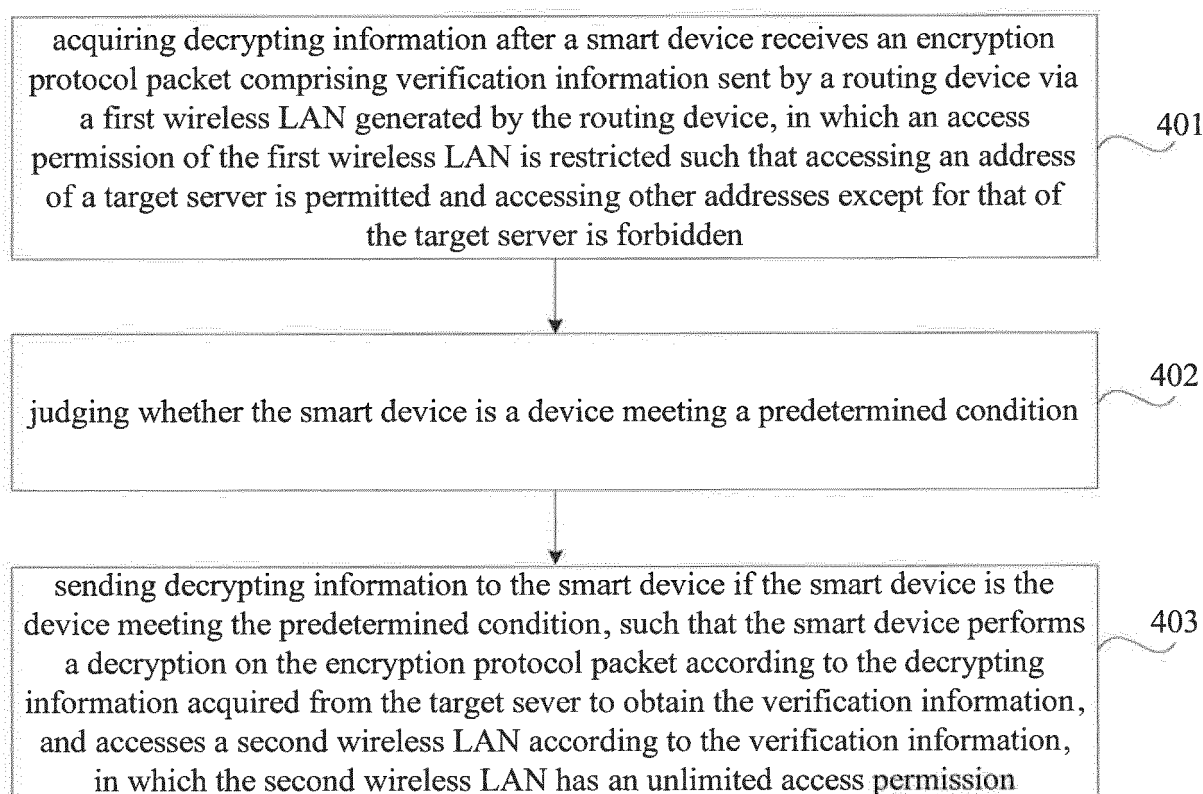 acquiring decrypting information after a smart device receives an encryption
protocol packet comprising verification information sent by a routing device via
a first wireless LAN generated by the routing device, in which an access
permission of the first wireless LAN is restricted such that accessing an address
of a target server is permitted and accessing other addresses except for that of
the target server is forbidden
401
judging whether the smart device is a device meeting a predetermined condition
402
sending decrypting information to the smart device if the smart device is the
device meeting the predetermined condition, such that the smart device performs
a decryption on the encryption protocol packet according to the decrypting
information acquired from the target sever to obtain the verification information,
and accesses a second wireless LAN according to the verification information,
in which the second wireless LAN has an unlimited access permission
403